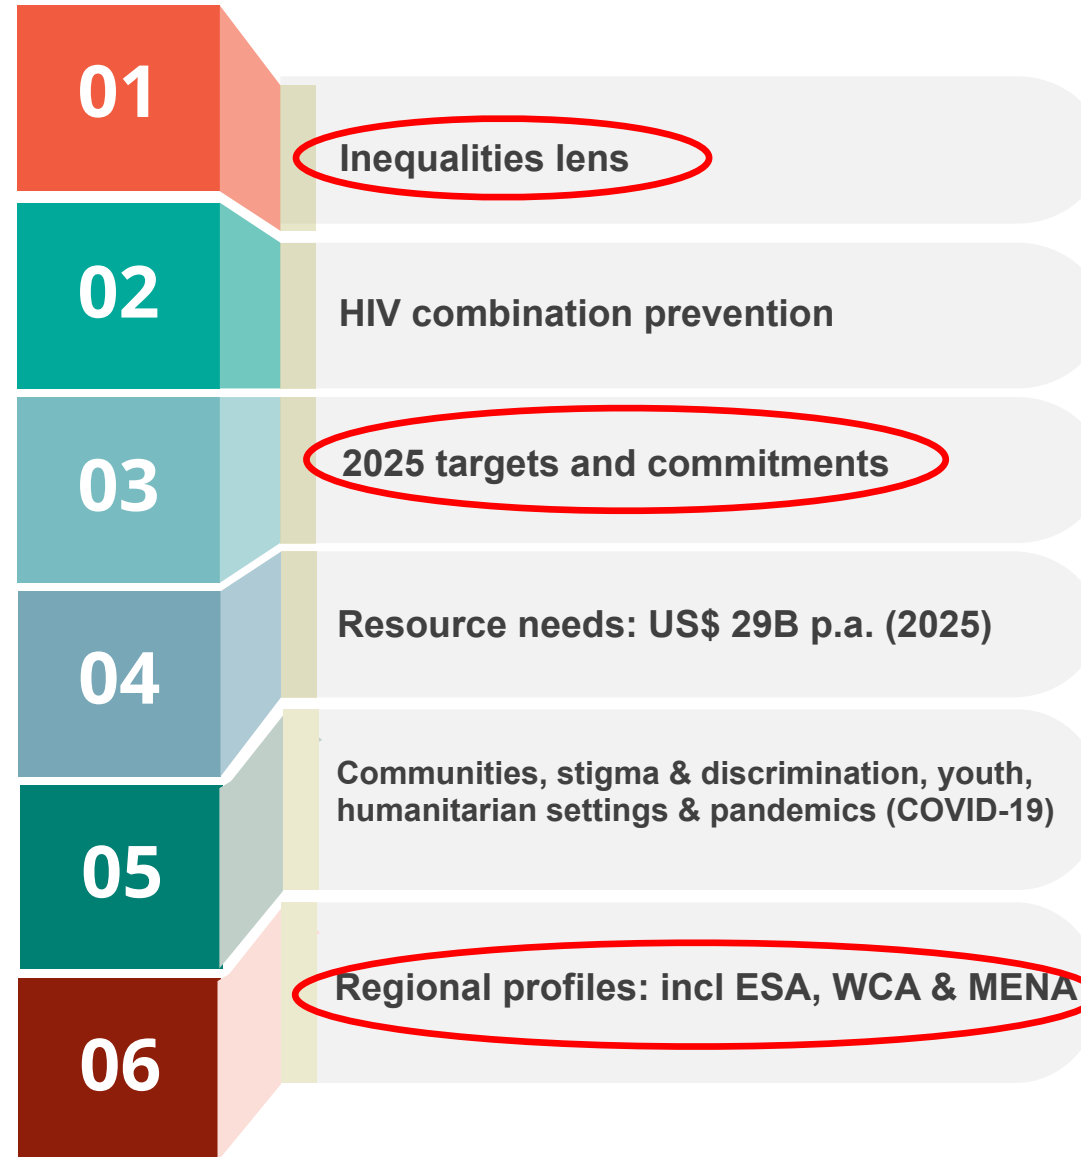 01
Inequalities lens
02
HIV combination prevention
03
2025 targets and commitments
04
Resource needs: US$ 29B p.a. (2025)
05
Communities, stigma & discrimination, youth,
humanitarian settings & pandemics (COVID-19)
06
Regional profiles: incl ESA, WCA & MENA